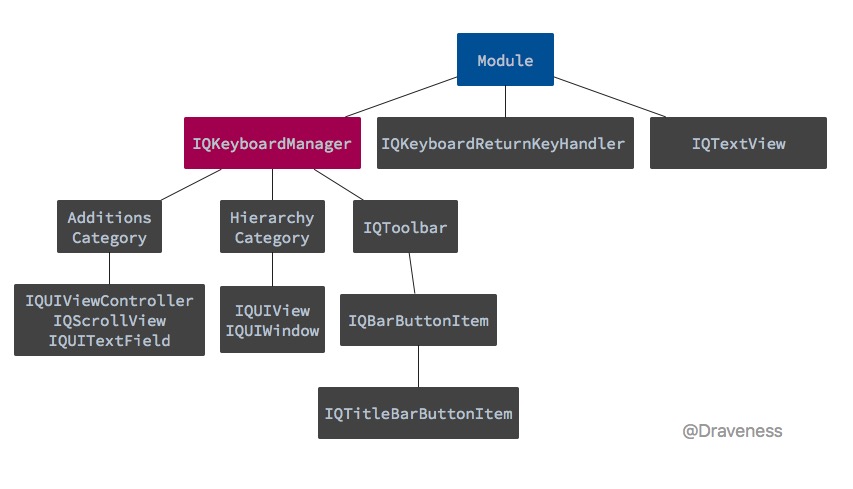 Module
IQKeyboardManager
IQKeyboardReturnKeyHandler
IQTextView
Additions
Category
Hierarchy
Category
IQToolbar
IQUIViewController
IQScrollView
IQUITextField
IQUIView
IQUIWindow
IQBarButtonItem
IQTitleBarButtonItem
@Draveness